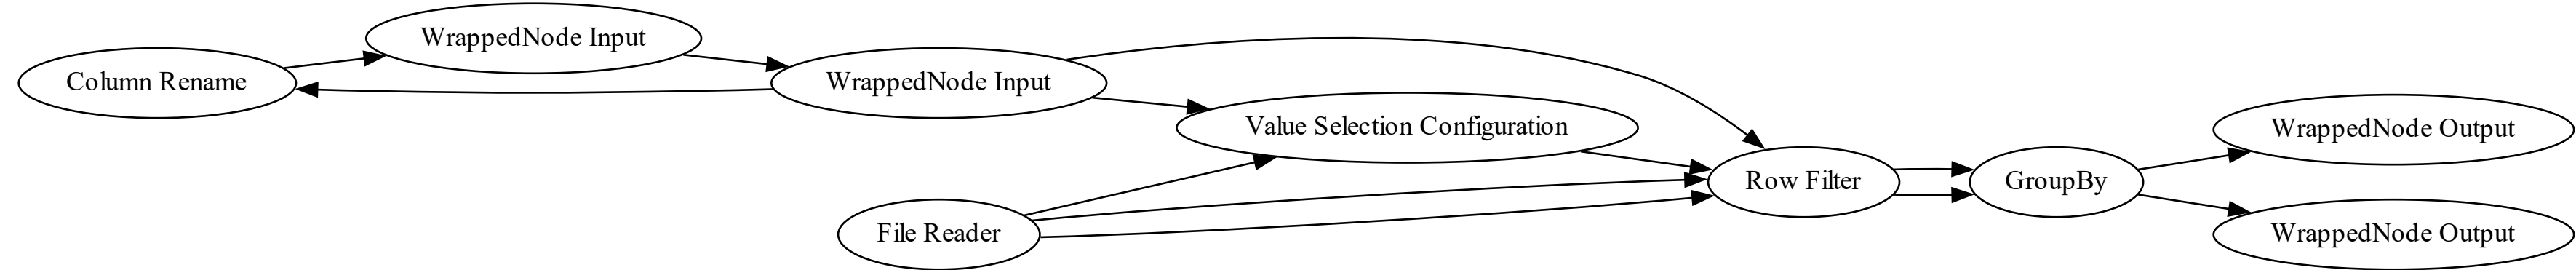 WrappedNode Input
Column Rename
WrappedNode Input
Value Selection Configuration
WrappedNode Output
Row Filter
GroupBy
File Reader
WrappedNode Output